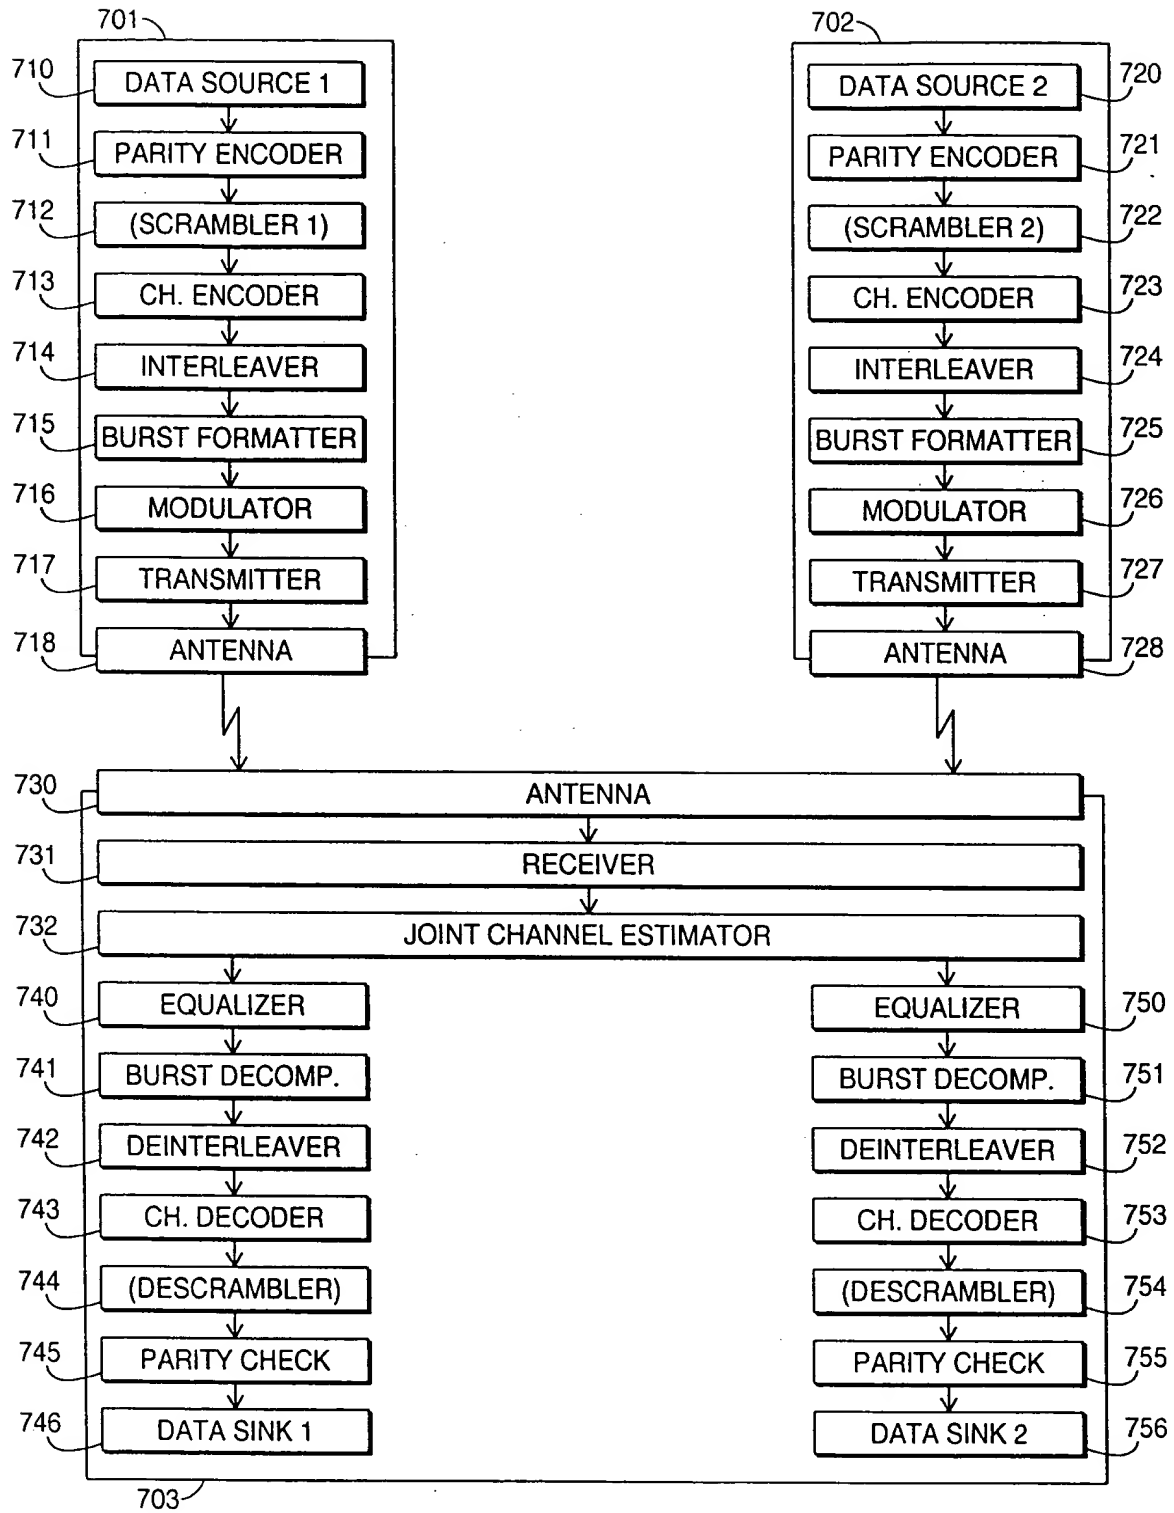 701
702
710 DATA SOURCE 1
711 PARITY ENCODER
712 (SCRAMBLER 1)
713 CH. ENCODER
714 INTERLEAVER
715 BURST FORMATTER
716 MODULATOR
717 TRANSMITTER
718 ANTENNA
DATA SOURCE 2 720
PARITY ENCODER 721
(SCRAMBLER 2) 722
CH. ENCODER 723
INTERLEAVER 724
BURST FORMATTER 725
MODULATOR 726
TRANSMITTER 727
ANTENNA 728
730 ANTENNA
731 RECEIVER
732 JOINT CHANNEL ESTIMATOR
740 EQUALIZER
741 BURST DECOMP.
742 DEINTERLEAVER
743 CH. DECODER
744 (DESCRAMBLER)
745 PARITY CHECK
746 DATA SINK 1
EQUALIZER 750
BURST DECOMP. 751
DEINTERLEAVER 752
CH. DECODER 753
(DESCRAMBLER) 754
PARITY CHECK 755
DATA SINK 2 756
703